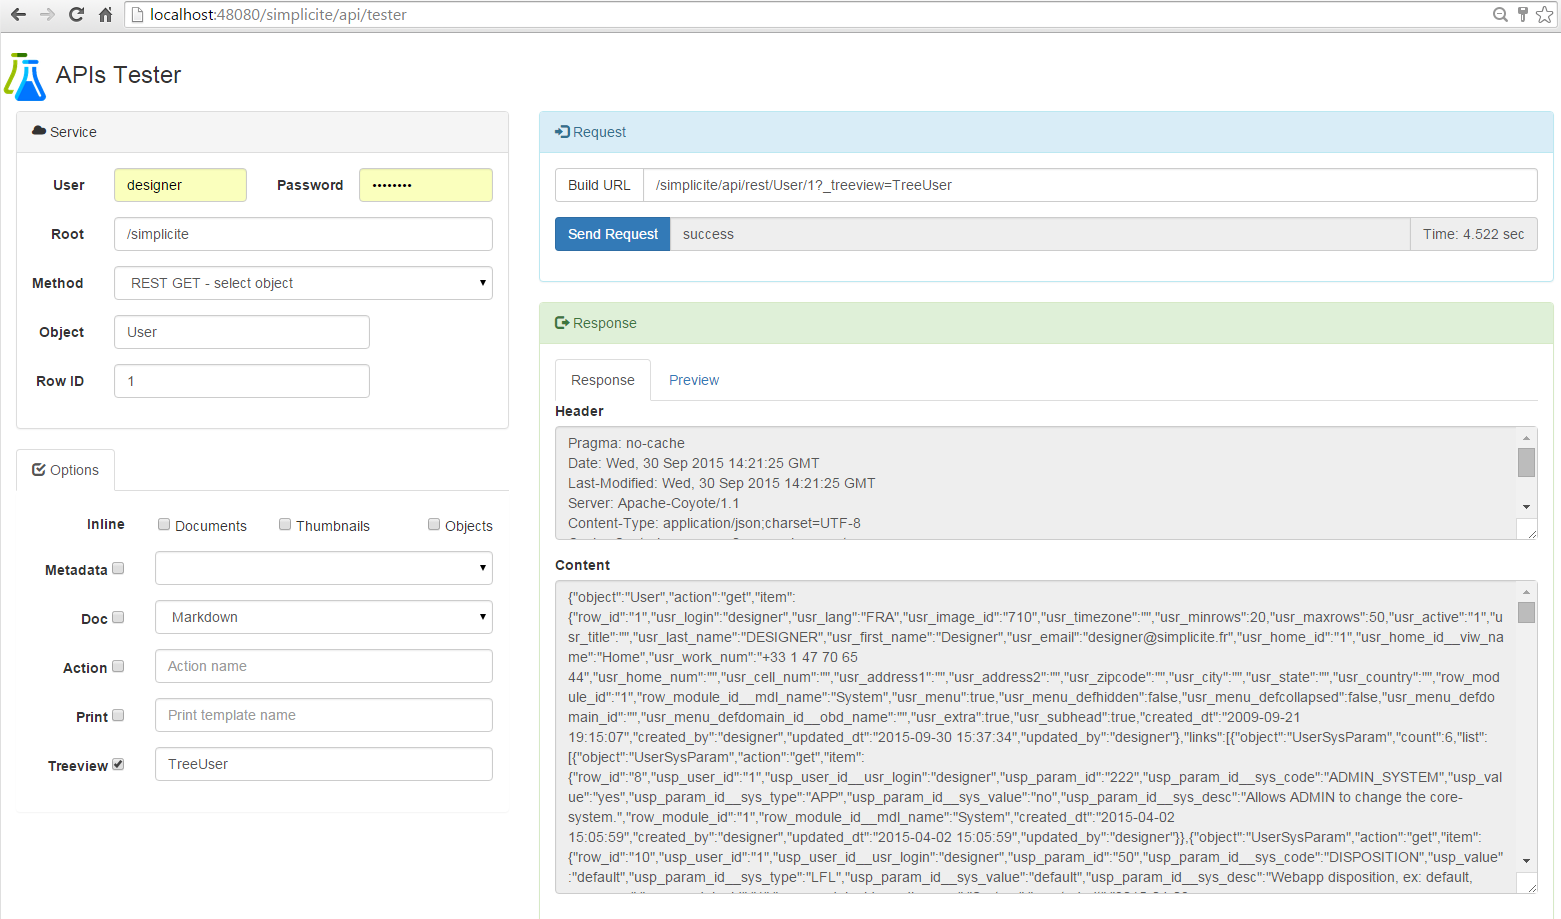 localhost:48080/simplicite/api/tester
APIs Tester
Service
User designer Password ••••••••
Root /simplicite
Method REST GET - select object
Object User
Row ID 1
Options
Inline Documents Thumbnails Objects
Metadata
Doc Markdown
Action Action name
Print Print template name
Treeview TreeUser
Request
Build URL /simplicite/api/rest/User/1?_treeview=TreeUser
Send Request success Time: 4.522 sec
Response
Response Preview
Header
Pragma: no-cache
Date: Wed, 30 Sep 2015 14:21:25 GMT
Last-Modified: Wed, 30 Sep 2015 14:21:25 GMT
Server: Apache-Coyote/1.1
Content-Type: application/json;charset=UTF-8
Content
{"object":"User","action":"get","item":
{"row_id":"1","usr_login":"designer","usr_lang":"FRA","usr_image_id":"710","usr_timezone":"","usr_minrows":20,"usr_maxrows":50,"usr_active":"1","u
sr_title":"","usr_last_name":"DESIGNER","usr_first_name":"Designer","usr_email":"designer@simplicite.fr","usr_home_id":"1","usr_home_id__viw_na
me":"Home","usr_work_num":"+33 1 47 70 65
44","usr_home_num":"","usr_cell_num":"","usr_address1":"","usr_address2":"","usr_zipcode":"","usr_city":"","usr_state":"","usr_country":"","row_mo
dule_id":"1","row_module_id__mdl_name":"System","usr_menu":true,"usr_menu_defhidden":false,"usr_menu_defcollapsed":false,"usr_menu_defdo
main_id":"","usr_menu_defdomain_id__obd_name":"","usr_extra":true,"usr_subhead":true,"created_dt":"2009-09-21
19:15:07","created_by":"designer","updated_dt":"2015-09-30 15:37:34","updated_by":"designer"},"links":[{"object":"UserSysParam","count":6,"list":
[{"object":"UserSysParam","action":"get","item":
{"row_id":"8","usp_user_id":"1","usp_user_id__usr_login":"designer","usp_param_id":"222","usp_param_id__sys_code":"ADMIN_SYSTEM","usp_val
ue":"yes","usp_param_id__sys_type":"APP","usp_param_id__sys_value":"no","usp_param_id__sys_desc":"Allows ADMIN to change the core-
system.","row_module_id":"1","row_module_id__mdl_name":"System","created_dt":"2015-04-02
15:05:59","created_by":"designer","updated_dt":"2015-04-02 15:05:59","updated_by":"designer"}},{"object":"UserSysParam","action":"get","item":
{"row_id":"10","usp_user_id":"1","usp_user_id__usr_login":"designer","usp_param_id":"50","usp_param_id__sys_code":"DISPOSITION","usp_value"
:"default","usp_param_id__sys_type":"LFL","usp_param_id__sys_value":"default","usp_param_id__sys_desc":"Webapp disposition, ex: default,